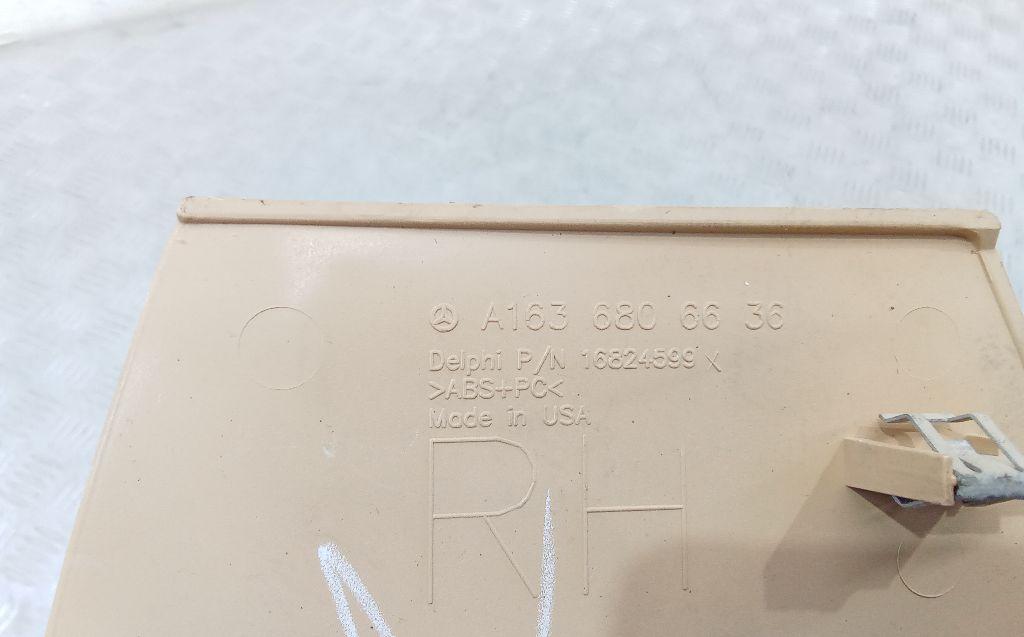 A163 680 66 36
Delphi P/N 16824599 X
>ABS+PC<
Made in USA
RH